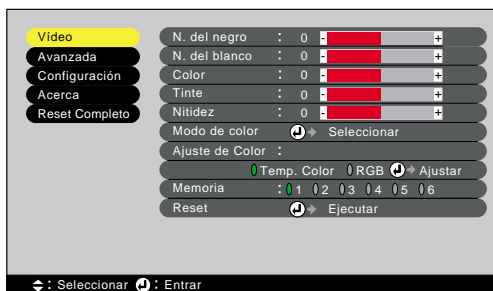 Vídeo
Avanzada
Configuración
Acerca
Reset Completo
N. del negro : 0 - +
N. del blanco : 0 - +
Color : 0 - +
Tinte : 0 - +
Nitidez : 0 - +
Modo de color Seleccionar
Ajuste de Color :
Temp. Color RGB Ajustar
Memoria : 1 2 3 4 5 6
Reset Ejecutar
: Seleccionar : Entrar